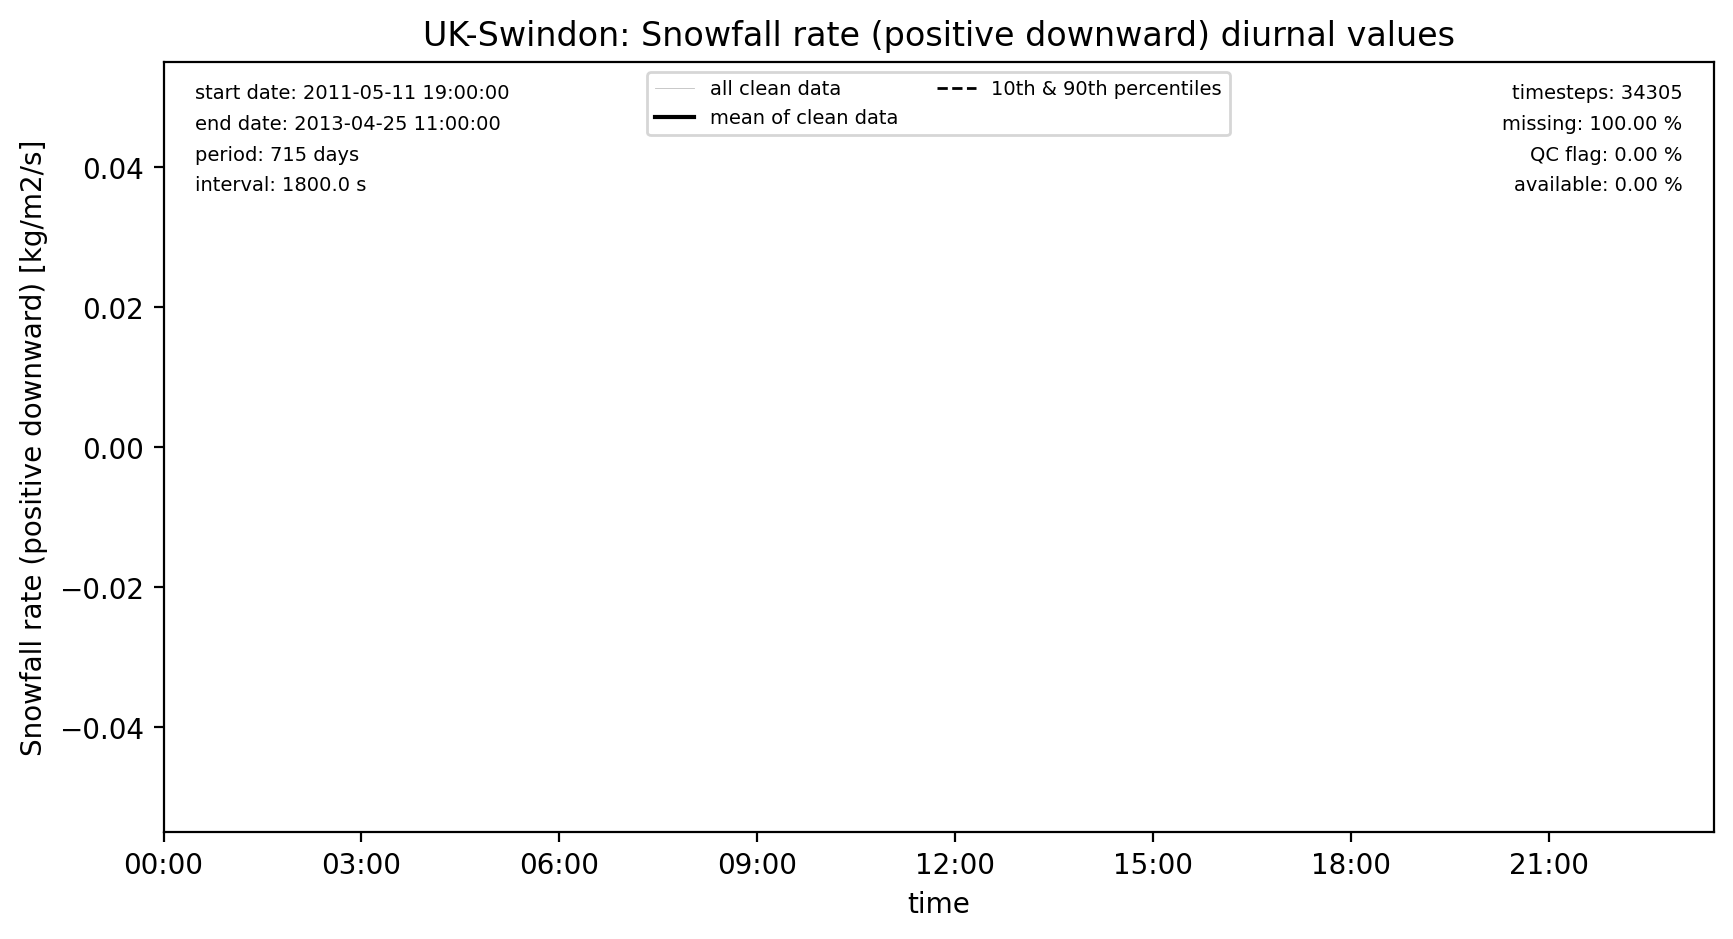 UK-Swindon: Snowfall rate (positive downward) diurnal values
start date: 2011-05-11 19:00:00
end date: 2013-04-25 11:00:00
period: 715 days
interval: 1800.0 s
all clean data
mean of clean data
10th & 90th percentiles
timesteps: 34305
missing: 100.00 %
QC flag: 0.00 %
available: 0.00 %
Snowfall rate (positive downward) [kg/m2/s]
0.04
0.02
0.00
−0.02
−0.04
00:00 03:00 06:00 09:00 12:00 15:00 18:00 21:00
time